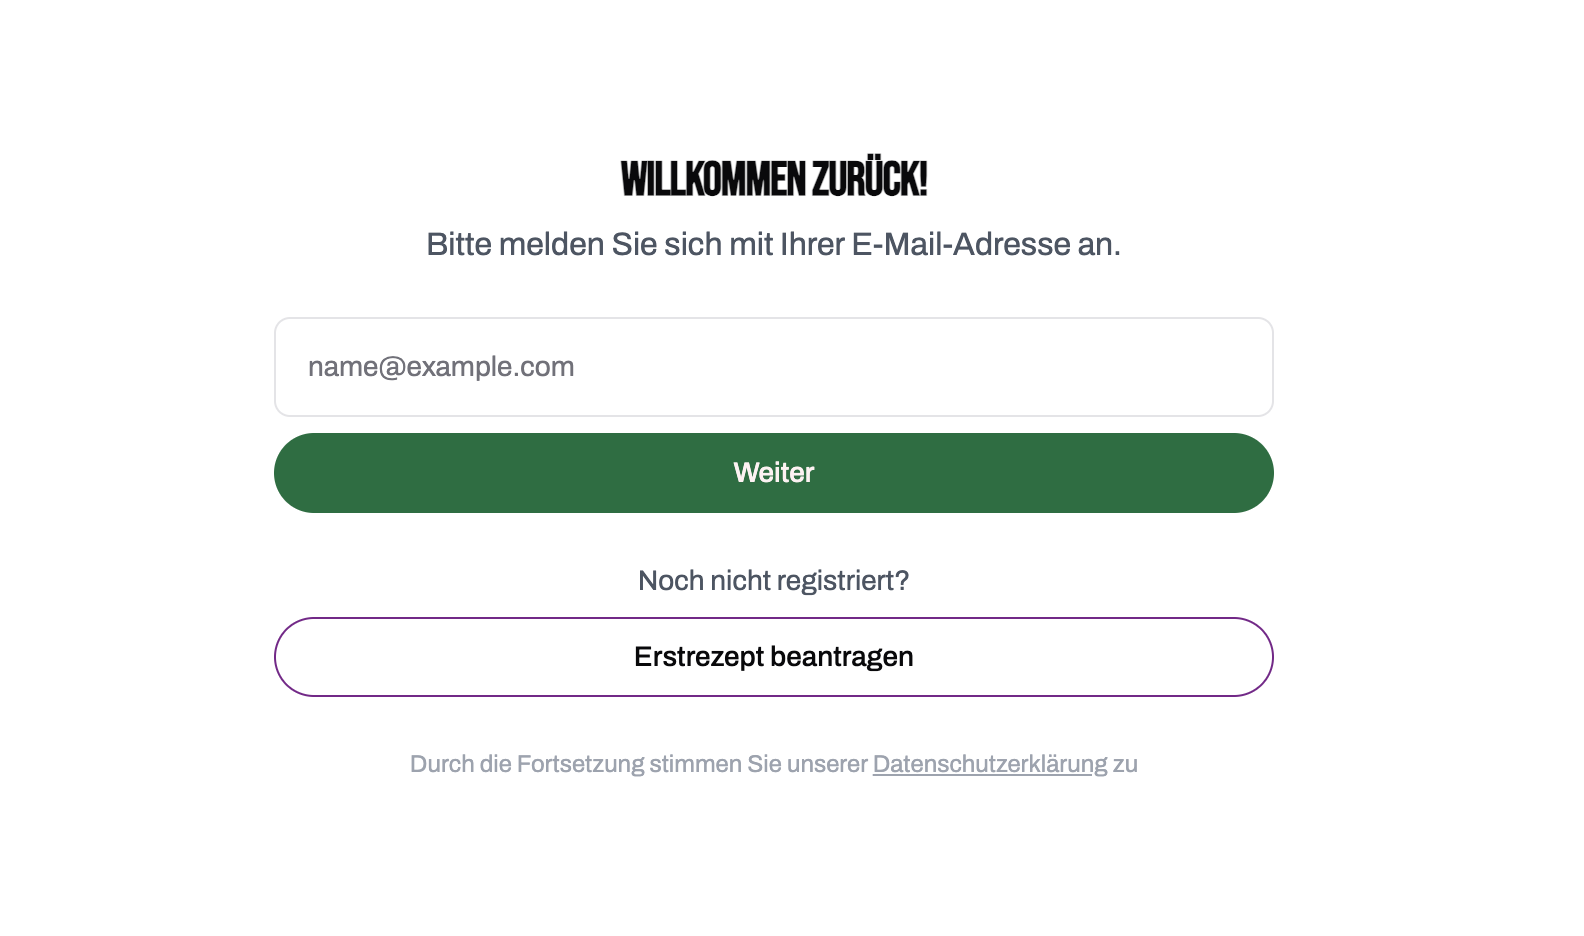 WILLKOMMEN ZURÜCK!
Bitte melden Sie sich mit Ihrer E-Mail-Adresse an.
name@example.com
Weiter
Noch nicht registriert?
Erstrezept beantragen
Durch die Fortsetzung stimmen Sie unserer Datenschutzerklärung zu